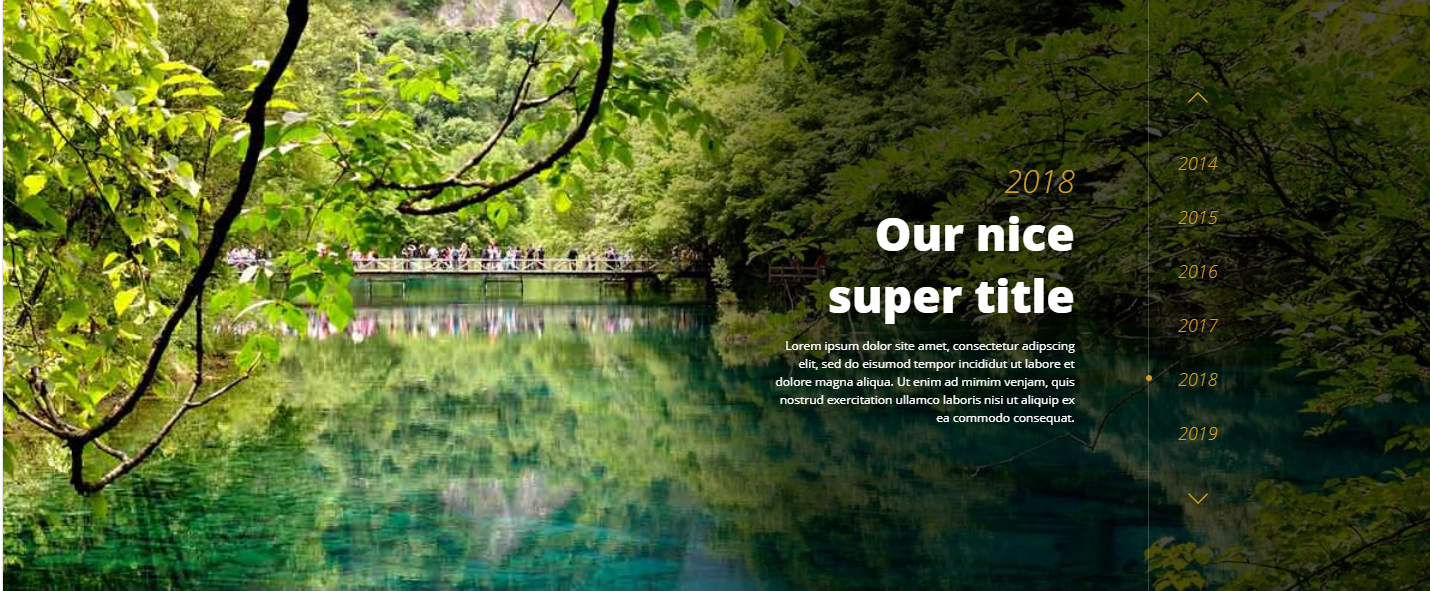 2018
Our nice
super title
Lorem ipsum dolor site amet, consectetur adipscing
elit, sed do eisumod tempor incididut ut labore et
dolore magna aliqua. Ut enim ad mimim venjam, quis
nostrud exercitation ullamco laboris nisi ut aliquip ex
ea commodo consequat.
2014
2015
2016
2017
2018
2019